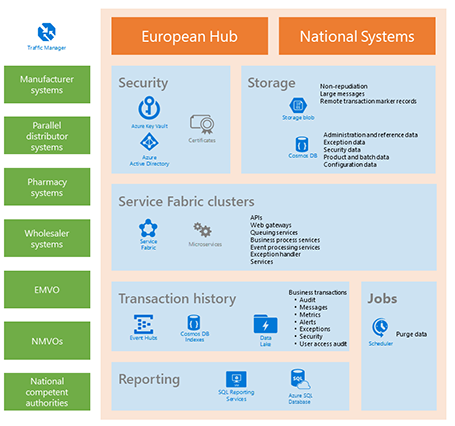 Traffic Manager
European Hub
National Systems
Manufacturer
systems
Parallel
distributor
systems
Pharmacy
systems
Wholesaler
systems
EMVO
NMVOs
National
competent
authorities
Security
Azure Key Vault
Certificates
Azure
Active Directory
Storage
Storage blob
Non-repudiation
Large messages
Remote transaction marker records
Cosmos DB
Administration and reference data
Exception data
Security data
Product and batch data
Configuration data
Service Fabric clusters
Service
Fabric
Microservices
APIs
Web gateways
Queuing services
Business process services
Event processing services
Exception handler
Services
Transaction history
Event Hubs
Cosmos DB
Indexes
Data
Lake
Business transactions
• Audit
• Messages
• Metrics
• Alerts
• Exceptions
• Security
• User access audit
Jobs
Scheduler
Purge data
Reporting
SQL Reporting
Services
SQL
Azure SQL
Database